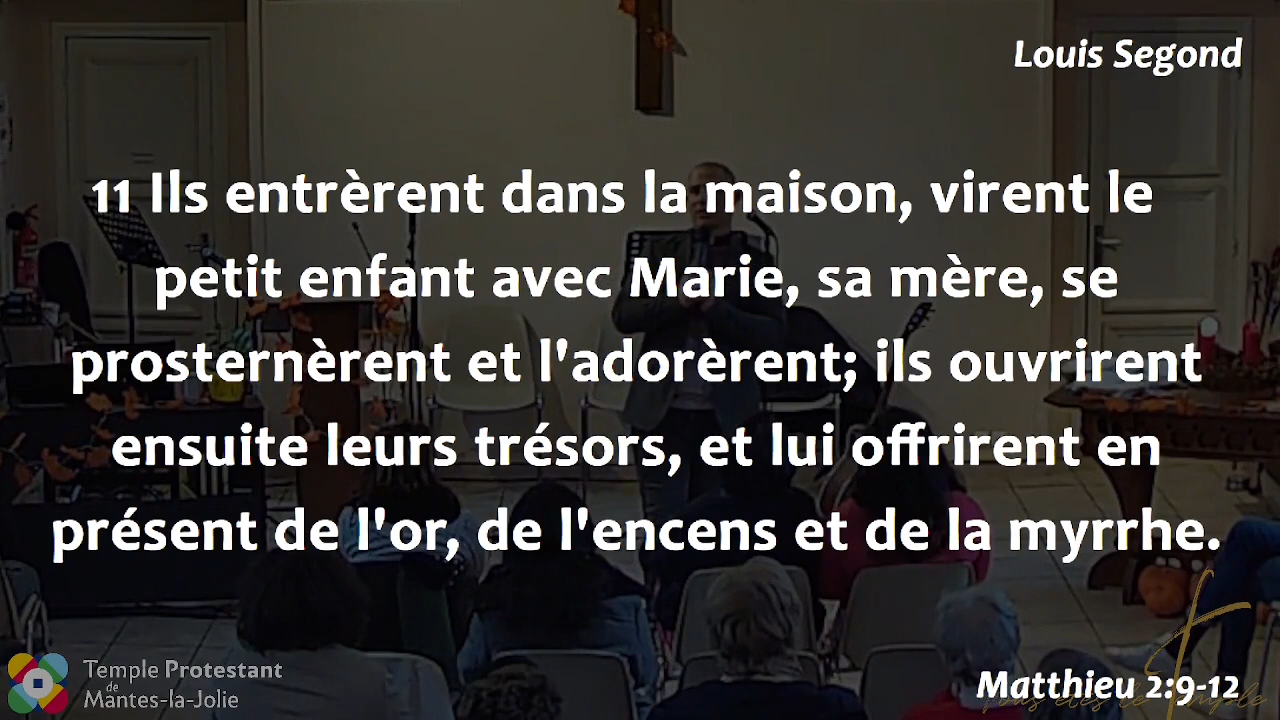 Louis Segond
11 Ils entrèrent dans la maison, virent le
petit enfant avec Marie, sa mère, se
prosternèrent et l'adorèrent; ils ouvrirent
ensuite leurs trésors, et lui offrirent en
présent de l'or, de l'encens et de la myrrhe.
Temple Protestant
de
Mantes-la-Jolie
Matthieu 2:9-12